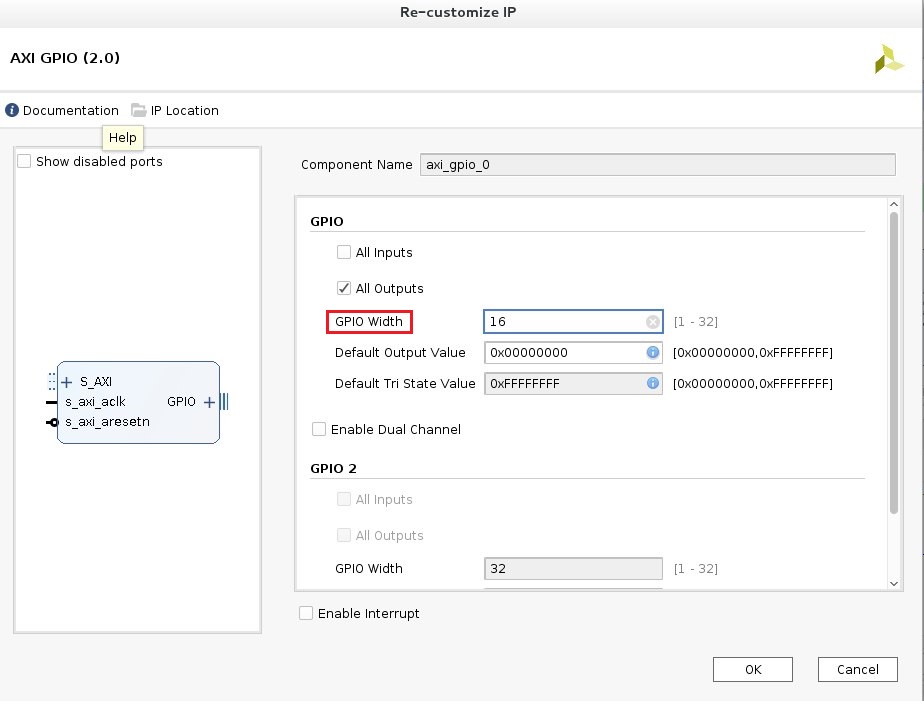 Re-customize IP
AXI GPIO (2.0)
Documentation IP Location
Help
Show disabled ports
Component Name axi_gpio_0
GPIO
All Inputs
All Outputs
GPIO Width 16 [1 - 32]
Default Output Value 0x00000000 [0x00000000,0xFFFFFFFF]
Default Tri State Value 0xFFFFFFFF [0x00000000,0xFFFFFFFF]
S_AXI
s_axi_aclk GPIO
s_axi_aresetn
Enable Dual Channel
GPIO 2
All Inputs
All Outputs
GPIO Width 32 [1 - 32]
Enable Interrupt
OK Cancel